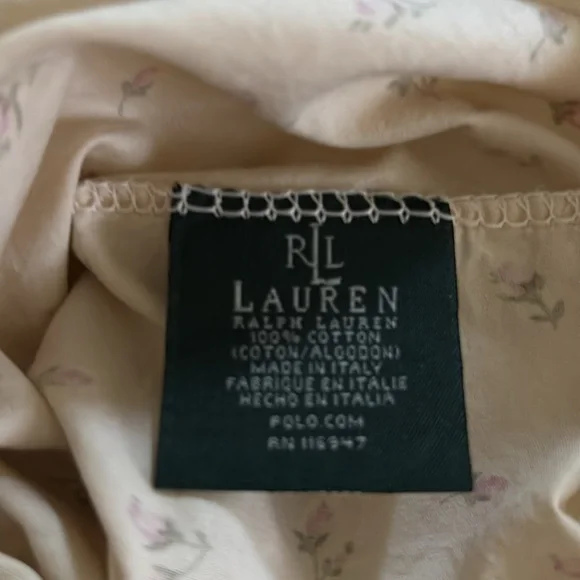 RLL
LAUREN
RALPH LAUREN
100% COTTON
(COTON/ALGODON)
MADE IN ITALY
FABRIQUE EN ITALIE
HECHO EN ITALIA
POLO.COM
RN 116947